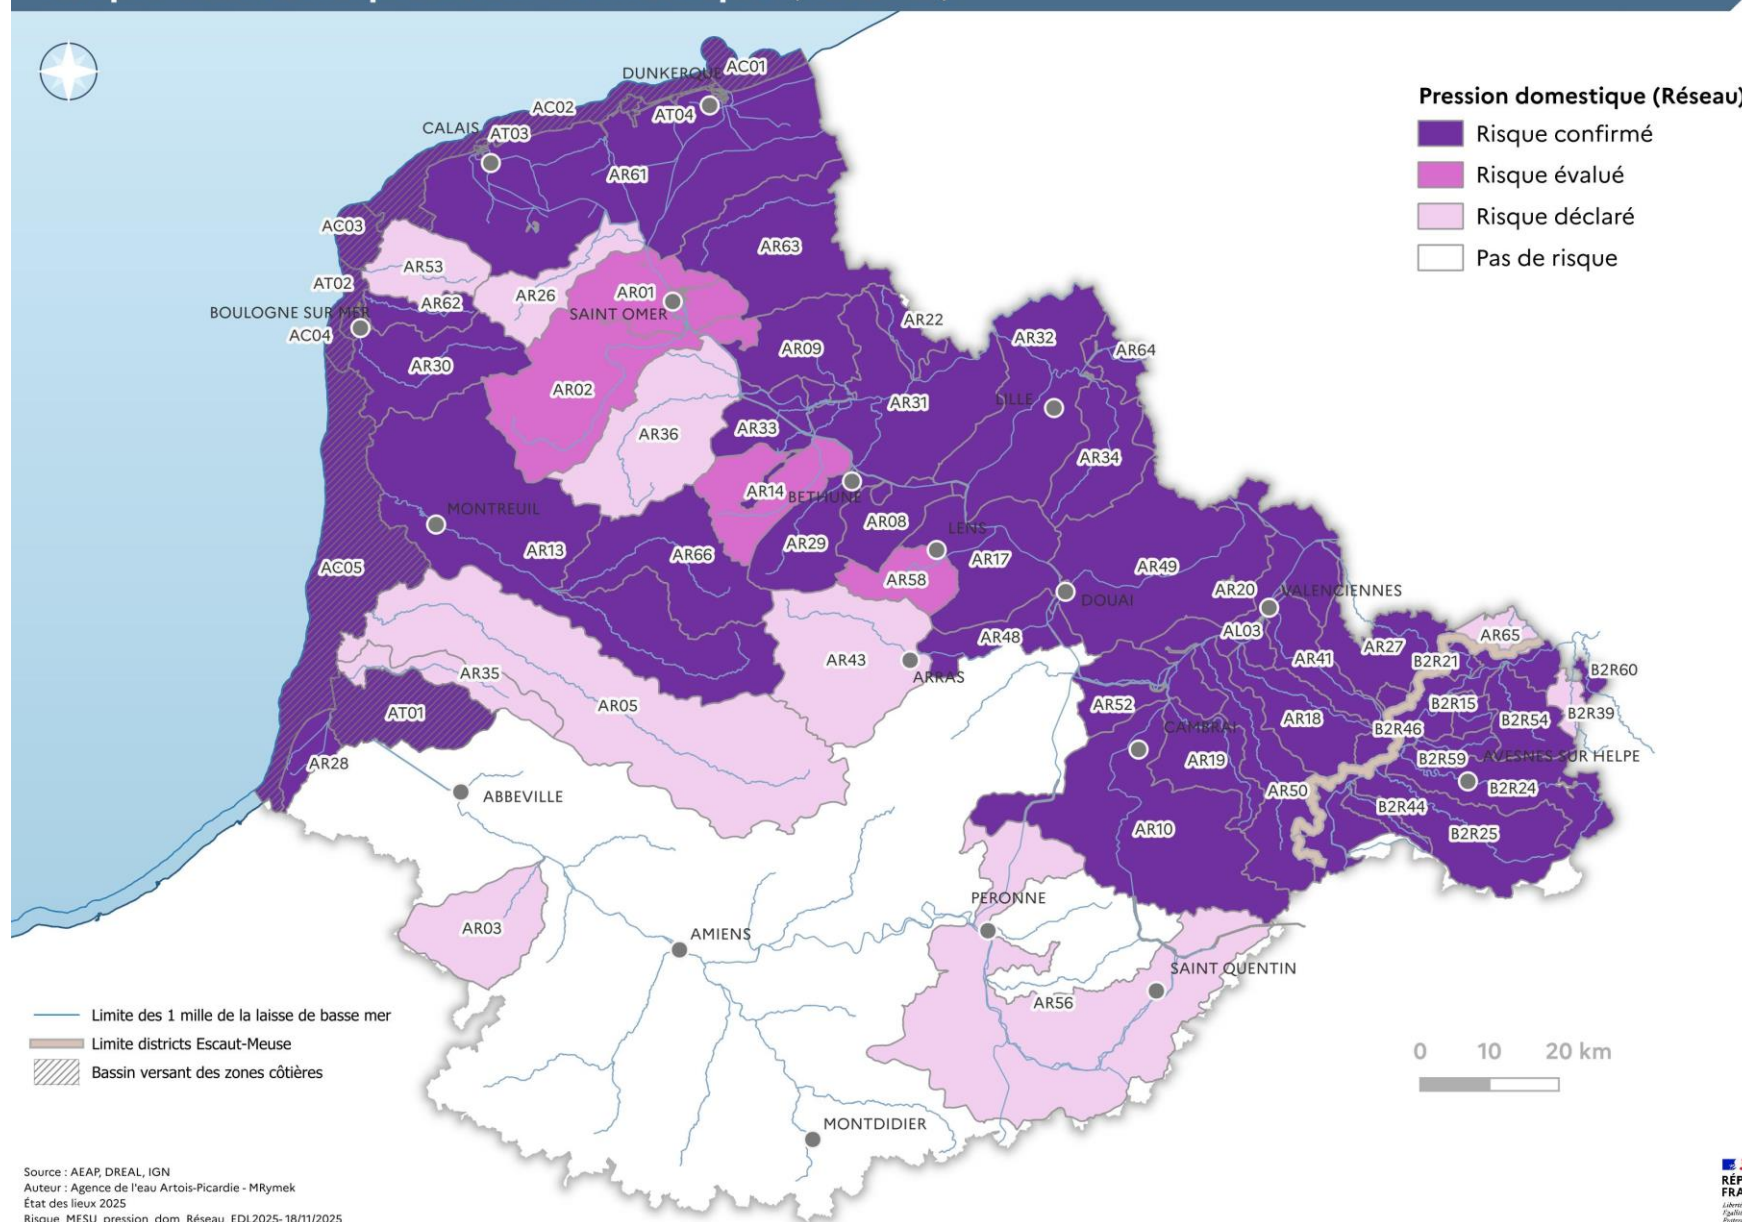 Pression domestique (Réseau)
Risque confirmé
Risque évalué
Risque déclaré
Pas de risque
AC01
DUNKERQUE
AC02
AT04
CALAIS
AT03
AR61
AC03
AR63
AR53
AT02
AR62
AR26
AR01
BOULOGNE SUR MER
SAINT OMER
AR22
AC04
AR32
AR09
AR64
AR30
AR02
AR31
LILLE
AR33
AR36
AR34
AR14
BETHUNE
MONTREUIL
AR08
LENS
AR29
AR13
AR66
AR17
AC05
AR58
AR49
AR20
VALENCIENNES
DOUAI
AL03
AR48
AR65
AR27
AR43
AR41
B2R21
B2R60
AR35
ARRAS
AR05
AR52
B2R15
AT01
B2R54
B2R39
AR18
B2R46
CAMBRAI
AR28
AR19
B2R59
AVESNES SUR HELPE
ABBEVILLE
AR50
B2R24
B2R44
AR10
B2R25
PERONNE
AR03
AMIENS
SAINT QUENTIN
AR56
MONTDIDIER
Limite des 1 mille de la laisse de basse mer
Limite districts Escaut-Meuse
Bassin versant des zones côtières
0 10 20 km
Source : AEAP, DREAL, IGN
Auteur : Agence de l'eau Artois-Picardie - MRymek
État des lieux 2025
Risque_MESU_pression_dom_Réseau_EDL2025- 18/11/2025